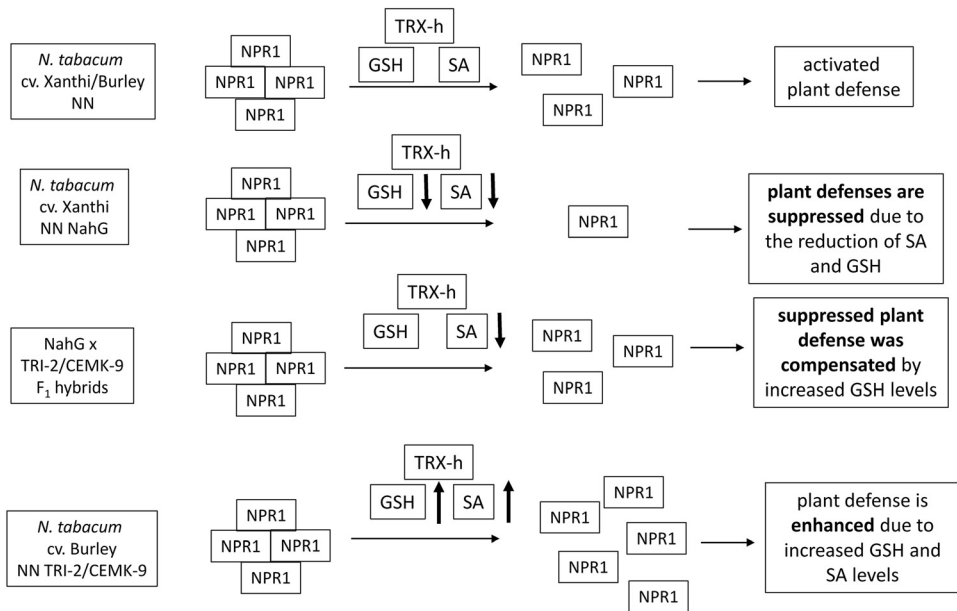 N. tabacum
cv. Xanthi/Burley
NN
NPR1
NPR1 NPR1
NPR1
TRX-h
GSH SA
NPR1
NPR1
NPR1
activated
plant defense
N. tabacum
cv. Xanthi
NN NahG
NPR1
NPR1 NPR1
NPR1
TRX-h
GSH SA
NPR1
plant defenses are
suppressed due to
the reduction of SA
and GSH
NahG x
TRI-2/CEMK-9
F1 hybrids
NPR1
NPR1 NPR1
NPR1
TRX-h
GSH SA
NPR1
NPR1
NPR1
suppressed plant
defense was
compensated by
increased GSH levels
N. tabacum
cv. Burley
NN TRI-2/CEMK-9
NPR1
NPR1 NPR1
NPR1
TRX-h
GSH SA
NPR1
NPR1
NPR1
NPR1
NPR1
plant defense is
enhanced due to
increased GSH and
SA levels